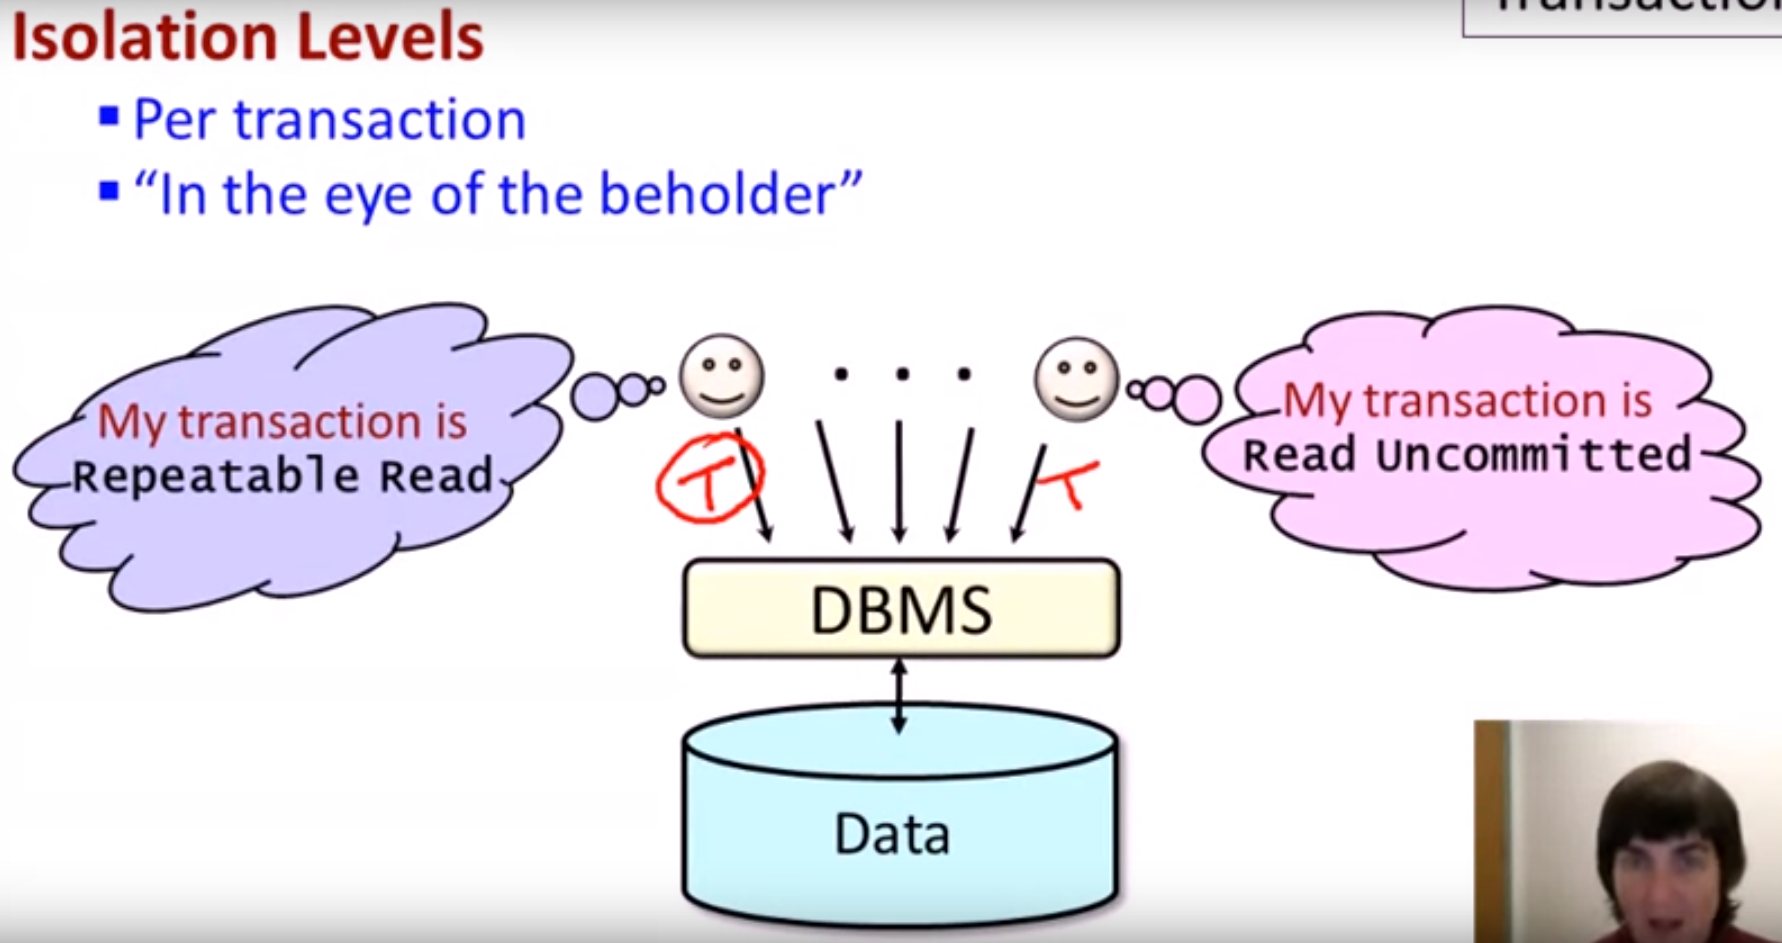 Isolation Levels
▪ Per transaction
▪ “In the eye of the beholder”
My transaction is
Repeatable Read
T
T
My transaction is
Read Uncommitted
DBMS
Data